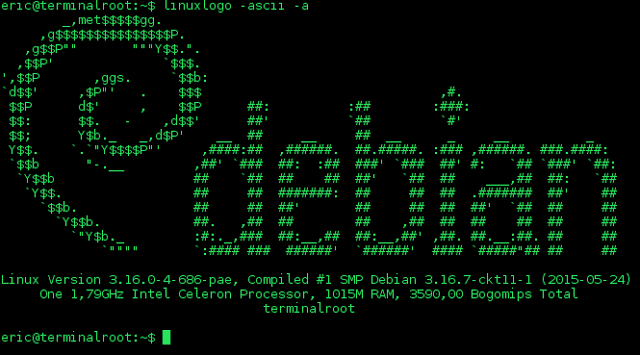 eric@terminalroot:~$ linuxlogo -ascii -a
debian
Linux Version 3.16.0-4-686-pae, Compiled #1 SMP Debian 3.16.7-ckt11-1 (2015-05-24)
One 1,79GHz Intel Celeron Processor, 1015M RAM, 3590,00 Bogomips Total
terminalroot
eric@terminalroot:~$